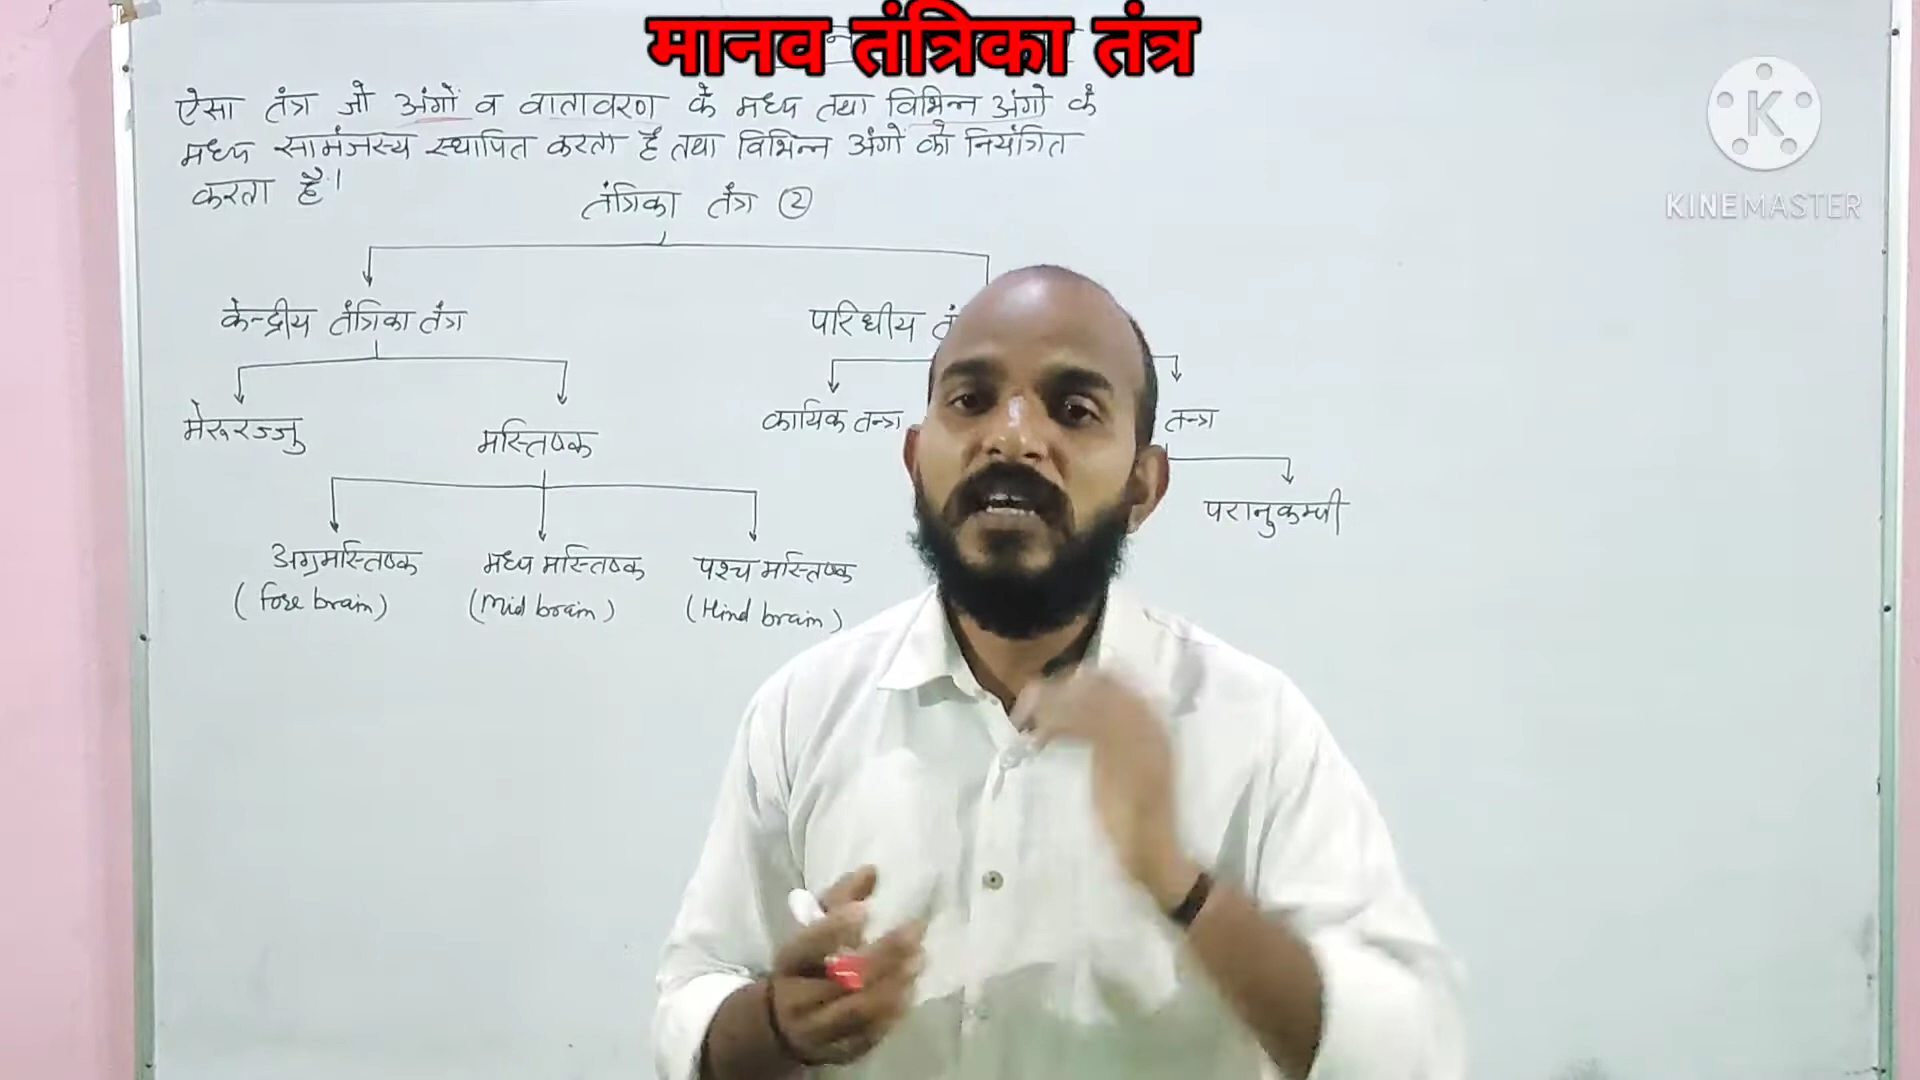 मानव तंत्रिका तंत्र
K
KINEMASTER
ऐसा तंत्र जो अंगों व वातावरण के मध्य तथा विभिन्न अंगो के
मध्य सामंजस्य स्थापित करता है तथा विभिन्न अंगों को नियंत्रित
करता है।
तंत्रिका तंत्र ②
केन्द्रीय तंत्रिका तंत्र
परिधीय तं
मेरूरज्जु
मस्तिष्क
कायिक तन्त्र
तन्त्र
परानुकम्पी
अग्रमस्तिष्क
मध्य मस्तिष्क
पश्च मस्तिष्क
(Fore brain)
(Mid brain)
(Hind brain)